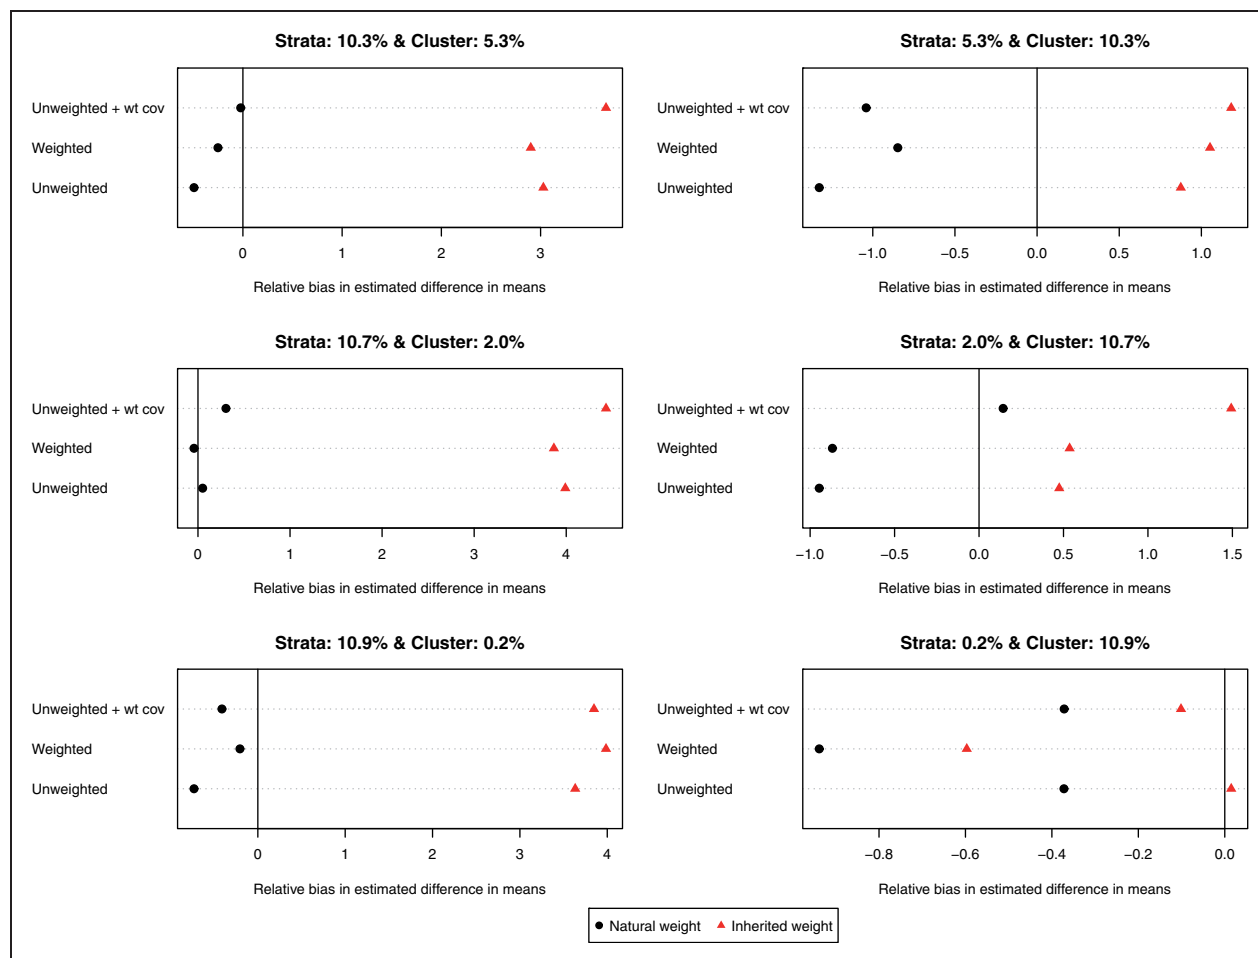 Strata: 10.3% & Cluster: 5.3%
Unweighted + wt cov
Weighted
Unweighted
0 1 2 3
Relative bias in estimated difference in means
Strata: 5.3% & Cluster: 10.3%
Unweighted + wt cov
Weighted
Unweighted
−1.0 −0.5 0.0 0.5 1.0
Relative bias in estimated difference in means
Strata: 10.7% & Cluster: 2.0%
Unweighted + wt cov
Weighted
Unweighted
0 1 2 3 4
Relative bias in estimated difference in means
Strata: 2.0% & Cluster: 10.7%
Unweighted + wt cov
Weighted
Unweighted
−1.0 −0.5 0.0 0.5 1.0 1.5
Relative bias in estimated difference in means
Strata: 10.9% & Cluster: 0.2%
Unweighted + wt cov
Weighted
Unweighted
0 1 2 3 4
Relative bias in estimated difference in means
Strata: 0.2% & Cluster: 10.9%
Unweighted + wt cov
Weighted
Unweighted
−0.8 −0.6 −0.4 −0.2 0.0
Relative bias in estimated difference in means
Natural weight Inherited weight